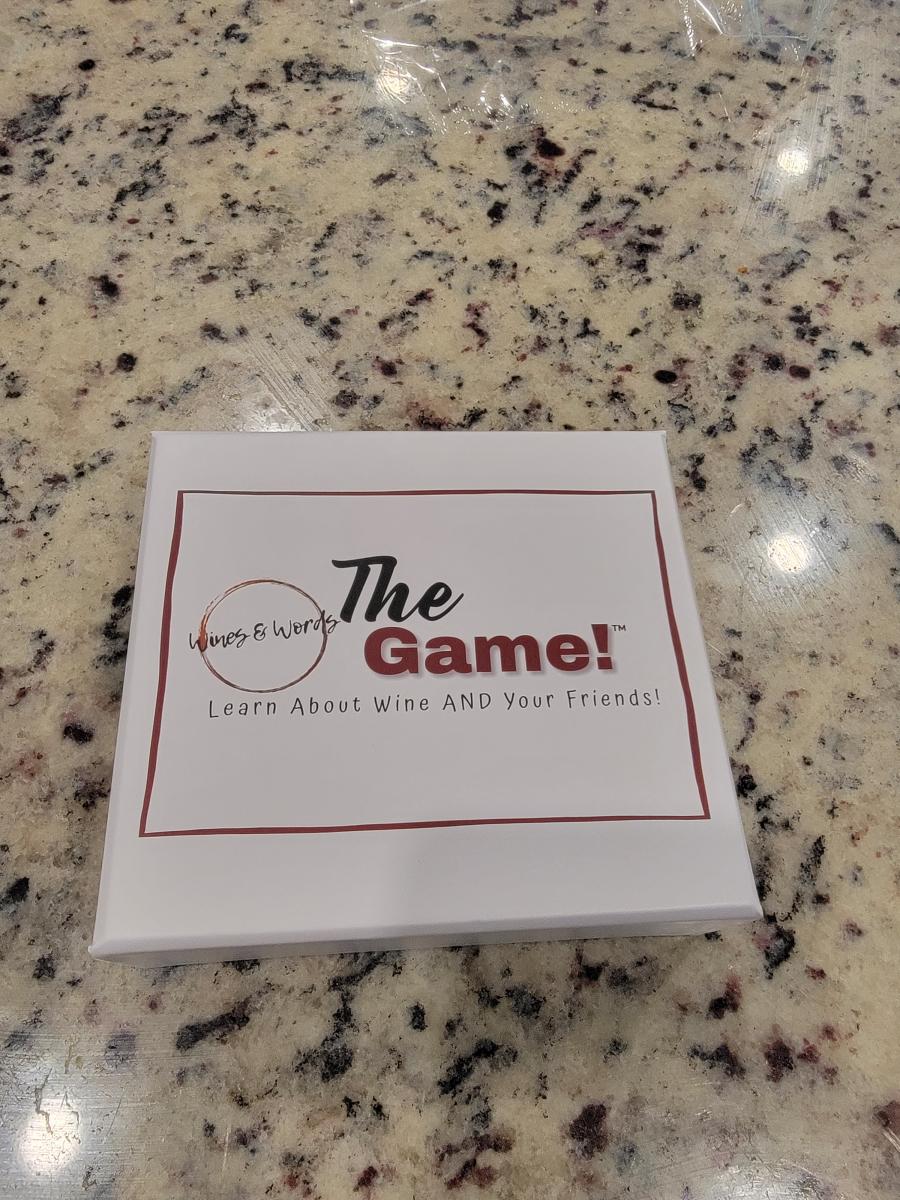 Wines & Words
The
Game!™
Learn About Wine AND Your Friends!